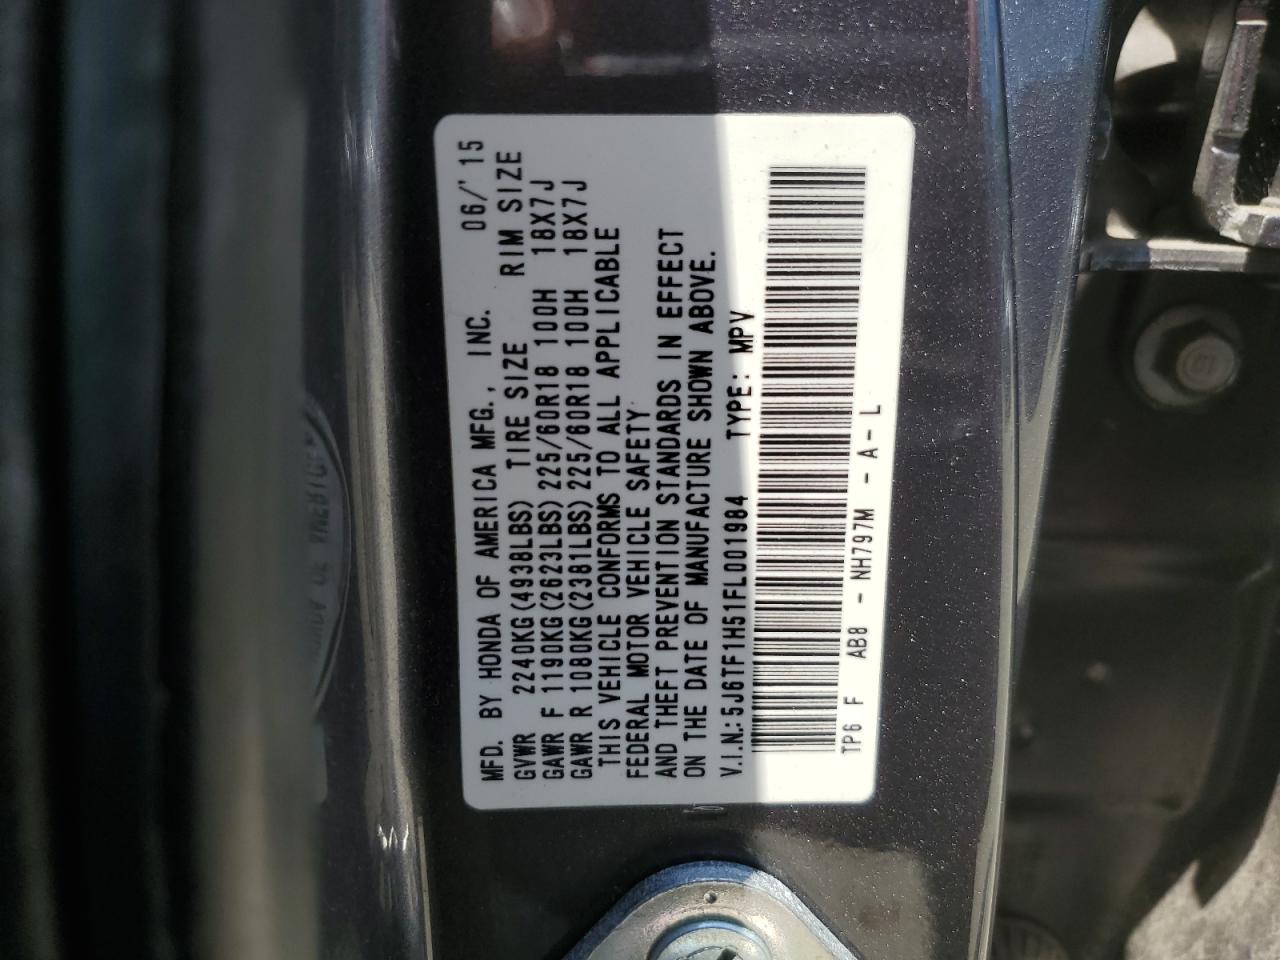 MFD. BY HONDA OF AMERICA MFG., INC. 06/'15
GVWR 2240KG(4938LBS) TIRE SIZE RIM SIZE
GAWR F 1190KG(2623LBS) 225/60R18 100H 18X7J
GAWR R 1080KG(2381LBS) 225/60R18 100H 18X7J
THIS VEHICLE CONFORMS TO ALL APPLICABLE
FEDERAL MOTOR VEHICLE SAFETY
AND THEFT PREVENTION STANDARDS IN EFFECT
ON THE DATE OF MANUFACTURE SHOWN ABOVE.
V.I.N.: 5J6TF1H51FL001984 TYPE: MPV
TP6 F AB8 - NH797M - A - L